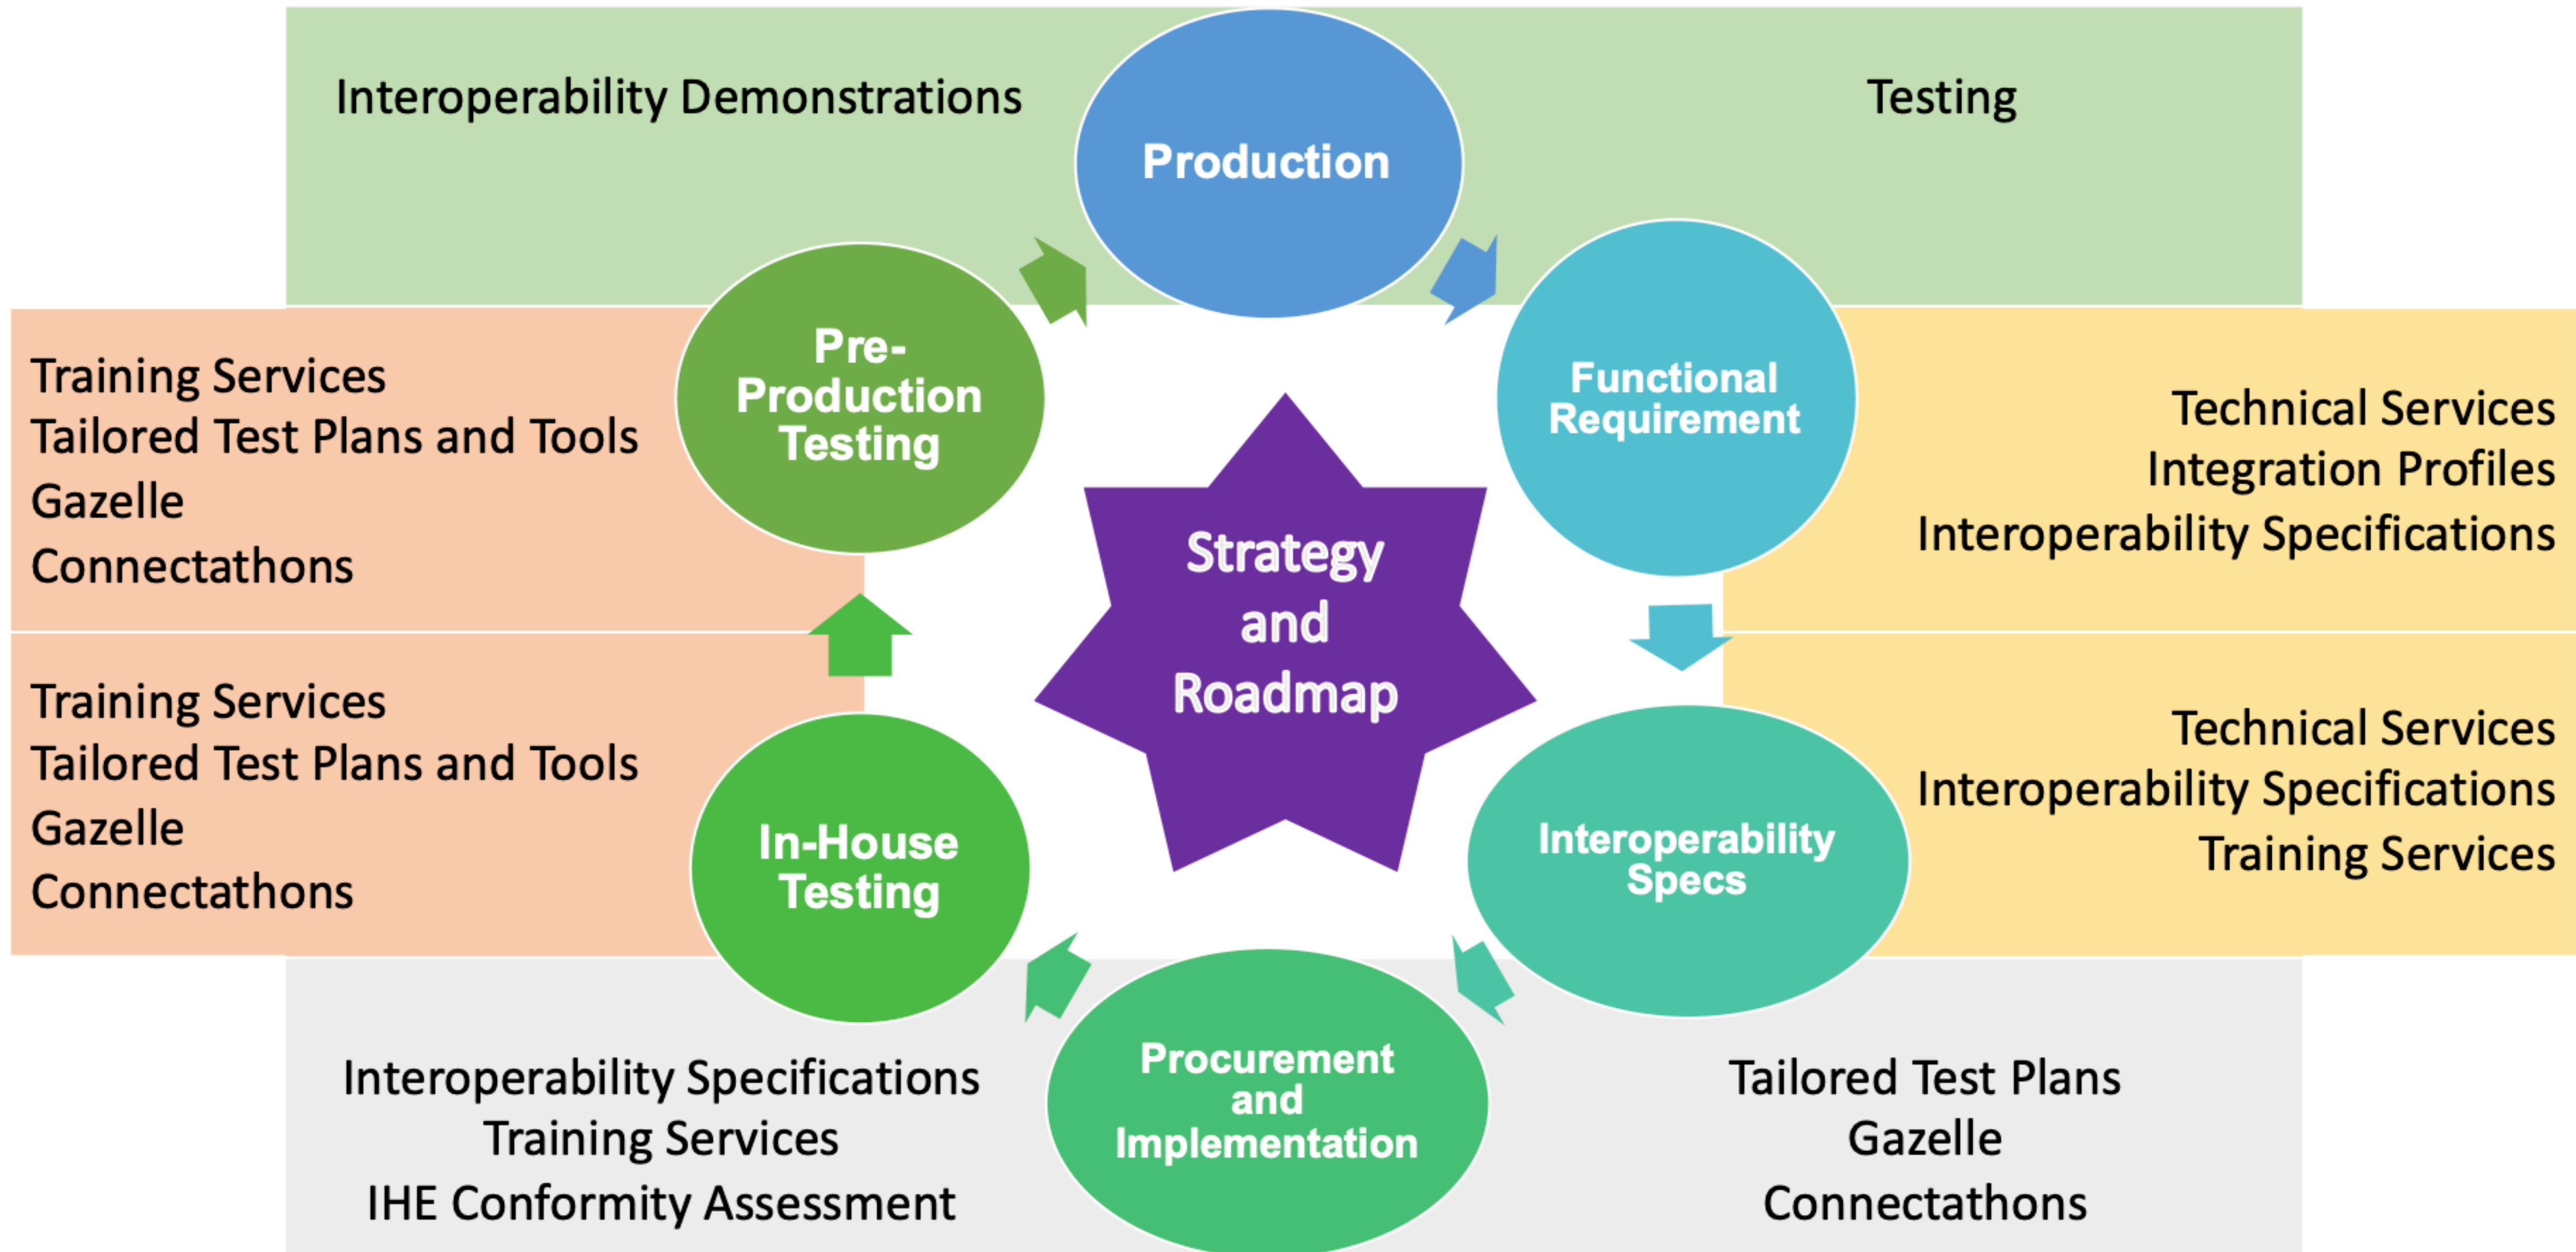 Interoperability Demonstrations
Production
Testing
Pre-
Production
Testing
Functional
Requirement
Training Services
Tailored Test Plans and Tools
Gazelle
Connectathons
Technical Services
Integration Profiles
Interoperability Specifications
Strategy
and
Roadmap
Training Services
Tailored Test Plans and Tools
Gazelle
Connectathons
In-House
Testing
Interoperability
Specs
Technical Services
Interoperability Specifications
Training Services
Interoperability Specifications
Training Services
IHE Conformity Assessment
Procurement
and
Implementation
Tailored Test Plans
Gazelle
Connectathons